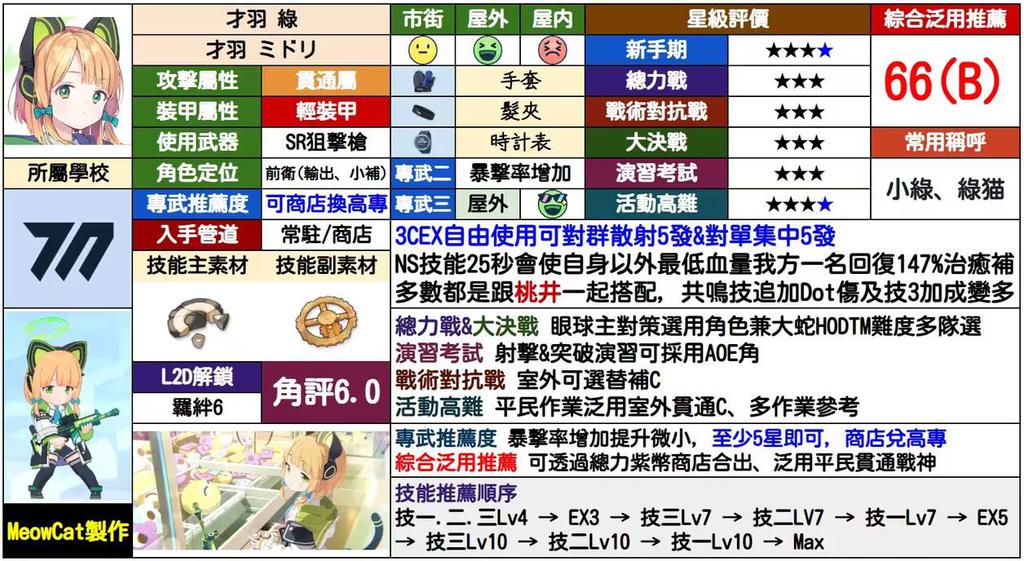 才羽 綠
市街
屋外
屋内
星級評價
綜合泛用推薦
才羽 ミドリ
新手期
★★★★
66(B)
攻擊屬性
貫通屬
手套
總力戰
★★★
裝甲屬性
輕裝甲
髮夾
戰術對抗戰
★★★
使用武器
SR狙擊槍
時計表
大決戰
★★★
常用稱呼
所屬學校
角色定位
前衛(輸出、小補)
專武二
暴擊率增加
演習考試
★★★
小綠、綠猫
專武推薦度
可商店換高專
專武三
屋外
活動高難
★★★★
入手管道
常駐/商店
3CEX自由使用可對群散射5發&對單集中5發
技能主素材
技能副素材
NS技能25秒會使自身以外最低血量我方一名回復147%治癒補
多數都是跟桃井一起搭配, 共鳴技追加Dot傷及技3加成變多
總力戰&大決戰 眼球主對策選用角色兼大蛇HODTM難度多隊選
演習考試 射擊&突破演習可採用AOE角
L2D解鎖
角評6.0
戰術對抗戰 室外可選替補C
羈絆6
活動高難 平民作業泛用室外貫通C、多作業參考
專武推薦度 暴擊率增加提升微小, 至少5星即可, 商店兌高專
綜合泛用推薦 可透過總力紫幣商店合出、泛用平民貫通戰神
技能推薦順序
技一.二.三Lv4 → EX3 → 技三Lv7 → 技二LV7 → 技一Lv7 → EX5
→ 技三Lv10 → 技二Lv10 → 技一Lv10 → Max
MeowCat製作